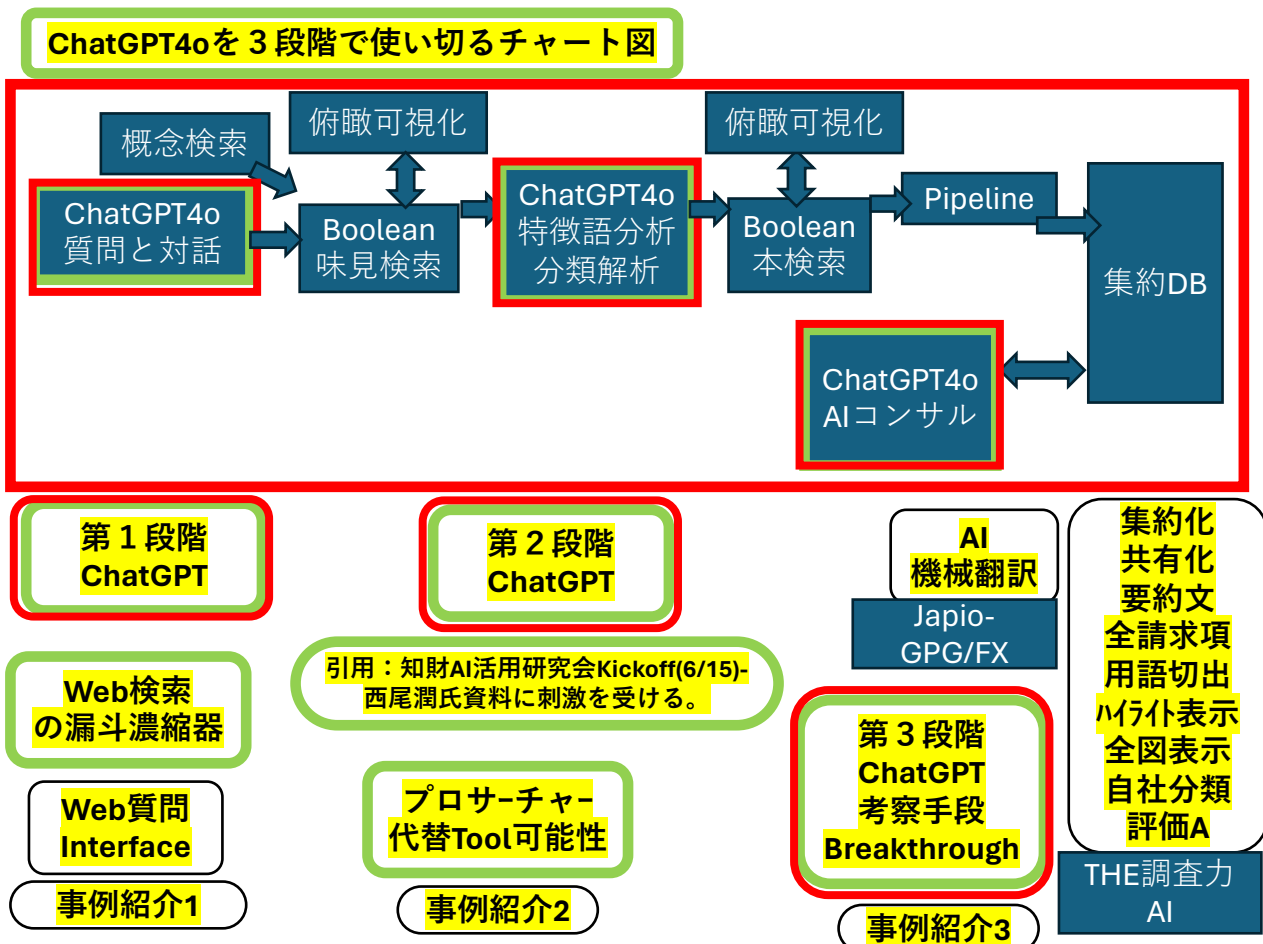 ChatGPT4oを３段階で使い切るチャート図
概念検索
俯瞰可視化
俯瞰可視化
ChatGPT4o
質問と対話
Boolean
味見検索
ChatGPT4o
特徴語分析
分類解析
Boolean
本検索
Pipeline
集約DB
ChatGPT4o
AIコンサル
第１段階
ChatGPT
第２段階
ChatGPT
AI
機械翻訳
Japio-
GPG/FX
集約化
共有化
要約文
全請求項
用語切出
ﾊｲﾗｲﾄ表示
全図表示
自社分類
評価A
THE調査力
AI
Web検索
の漏斗濃縮器
引用：知財AI活用研究会Kickoff(6/15)-
西尾潤氏資料に刺激を受ける。
第３段階
ChatGPT
考察手段
Breakthrough
Web質問
Interface
プロサｰチャｰ
代替Tool可能性
事例紹介1
事例紹介2
事例紹介3